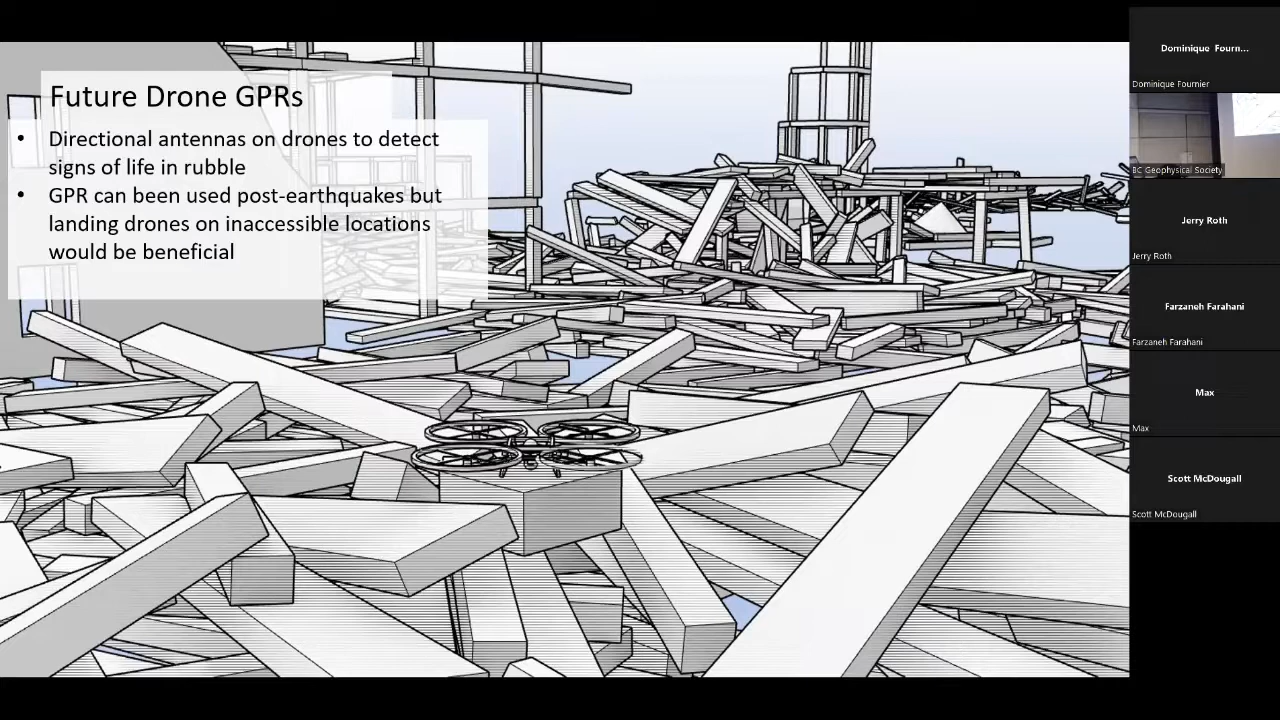 Future Drone GPRs
• Directional antennas on drones to detect
signs of life in rubble
• GPR can been used post-earthquakes but
landing drones on inaccessible locations
would be beneficial
Dominique Fourn...
Dominique Fournier
BC Geophysical Society
Jerry Roth
Jerry Roth
Farzaneh Farahani
Farzaneh Farahani
Max
Max
Scott McDougall
Scott McDougall